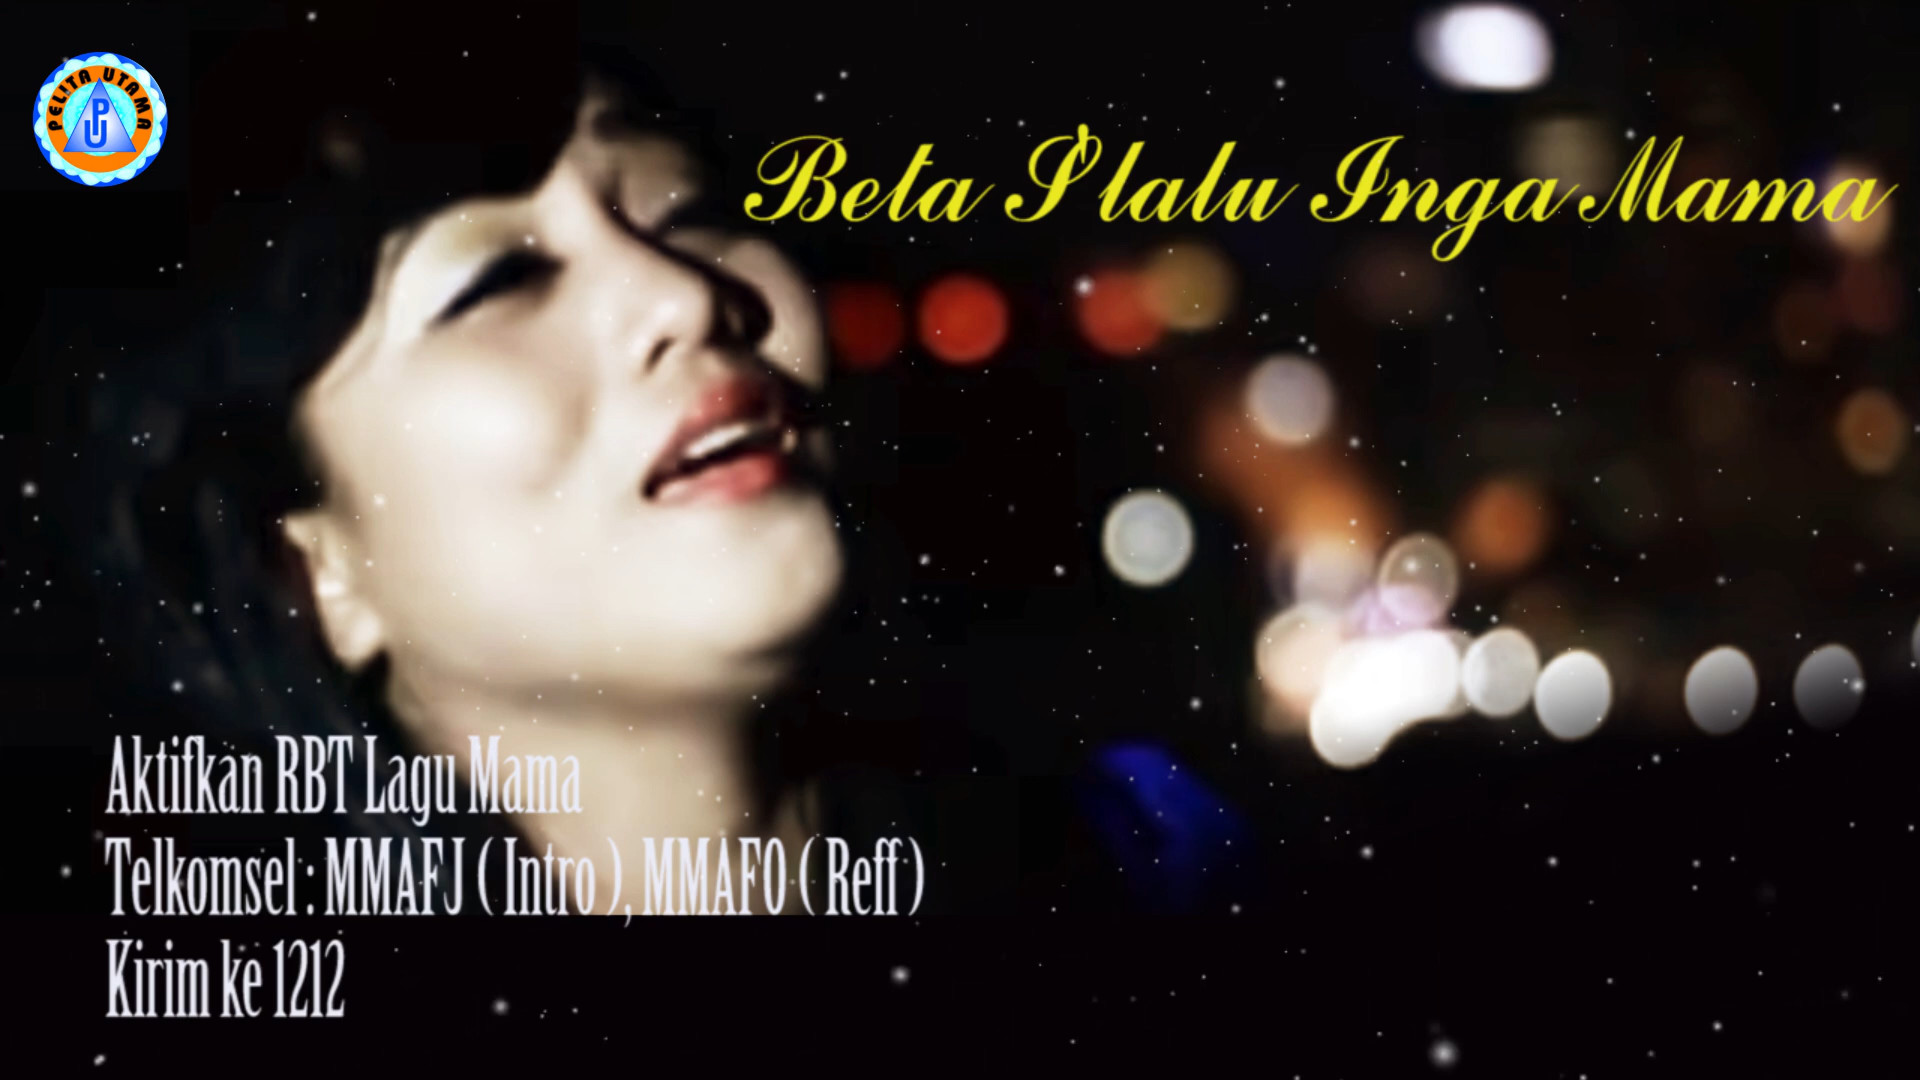 PELITA UTAMA
PU
Beta S'lalu Inga Mama
Aktifkan RBT Lagu Mama
Telkomsel : MMAFJ ( Intro ), MMAFO ( Reff )
Kirim ke 1212